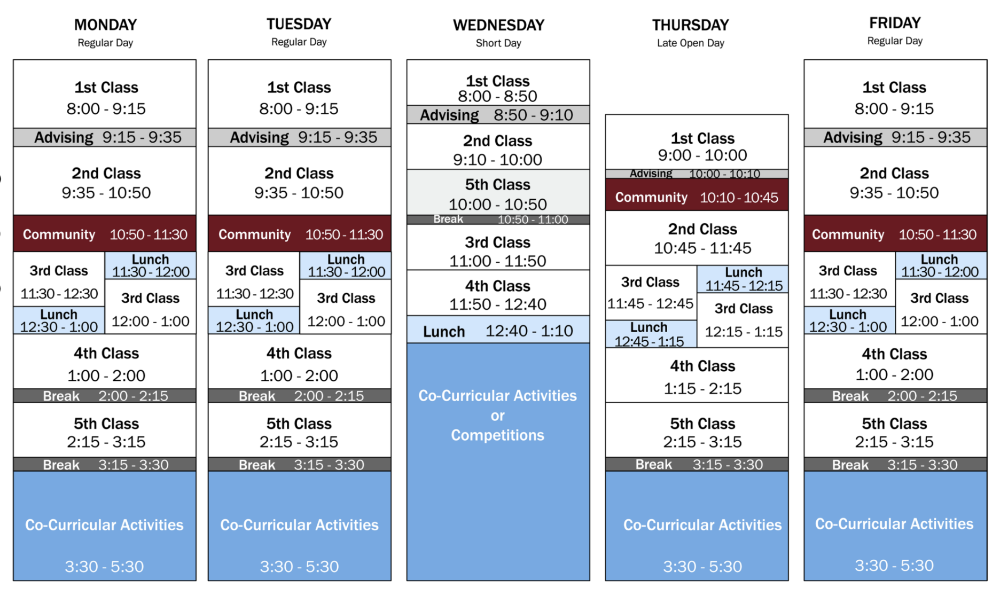 MONDAY
Regular Day
1st Class
8:00 - 9:15
Advising 9:15 - 9:35
2nd Class
9:35 - 10:50
Community 10:50 - 11:30
3rd Class
11:30 - 12:30
Lunch
12:30 - 1:00
Lunch
11:30 - 12:00
3rd Class
12:00 - 1:00
4th Class
1:00 - 2:00
Break 2:00 - 2:15
5th Class
2:15 - 3:15
Break 3:15 - 3:30
Co-Curricular Activities
3:30 - 5:30
TUESDAY
Regular Day
1st Class
8:00 - 9:15
Advising 9:15 - 9:35
2nd Class
9:35 - 10:50
Community 10:50 - 11:30
3rd Class
11:30 - 12:30
Lunch
12:30 - 1:00
Lunch
11:30 - 12:00
3rd Class
12:00 - 1:00
4th Class
1:00 - 2:00
Break 2:00 - 2:15
5th Class
2:15 - 3:15
Break 3:15 - 3:30
Co-Curricular Activities
3:30 - 5:30
WEDNESDAY
Short Day
1st Class
8:00 - 8:50
Advising 8:50 - 9:10
2nd Class
9:10 - 10:00
5th Class
10:00 - 10:50
Break 10:50 - 11:00
3rd Class
11:00 - 11:50
4th Class
11:50 - 12:40
Lunch 12:40 - 1:10
Co-Curricular Activities
or
Competitions
THURSDAY
Late Open Day
1st Class
9:00 - 10:00
Advising 10:00 - 10:10
Community 10:10 - 10:45
2nd Class
10:45 - 11:45
3rd Class
11:45 - 12:45
Lunch
12:45 - 1:15
Lunch
11:45 - 12:15
3rd Class
12:15 - 1:15
4th Class
1:15 - 2:15
5th Class
2:15 - 3:15
Break 3:15 - 3:30
Co-Curricular Activities
3:30 - 5:30
FRIDAY
Regular Day
1st Class
8:00 - 9:15
Advising 9:15 - 9:35
2nd Class
9:35 - 10:50
Community 10:50 - 11:30
3rd Class
11:30 - 12:30
Lunch
12:30 - 1:00
Lunch
11:30 - 12:00
3rd Class
12:00 - 1:00
4th Class
1:00 - 2:00
Break 2:00 - 2:15
5th Class
2:15 - 3:15
Break 3:15 - 3:30
Co-Curricular Activities
3:30 - 5:30